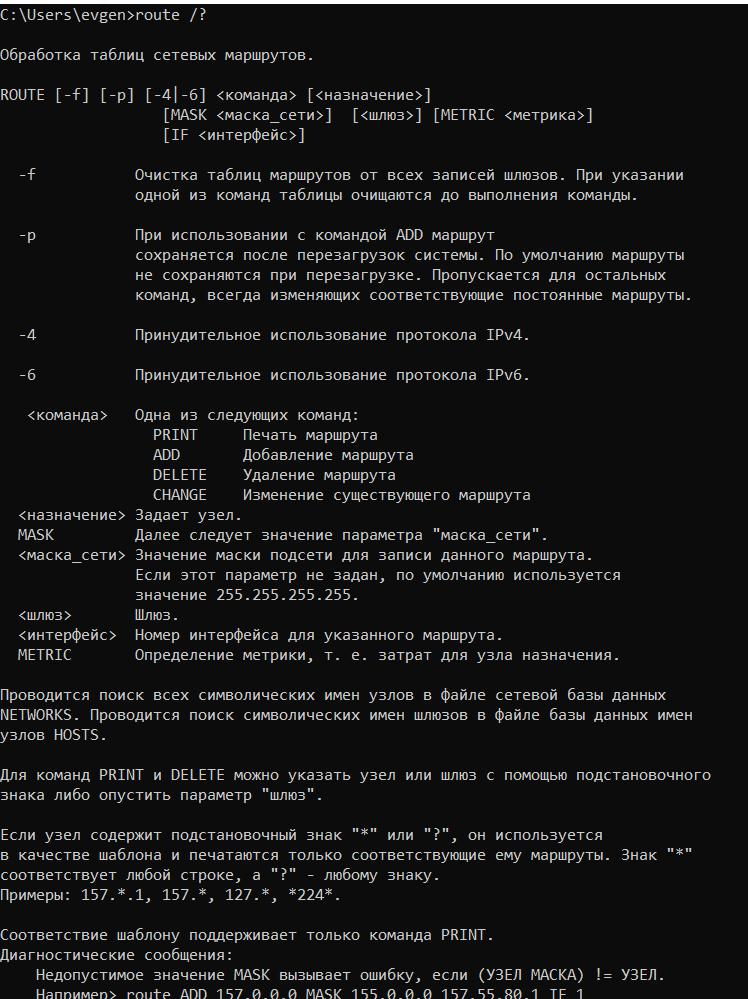 C:\Users\evgen>route /?
Обработка таблиц сетевых маршрутов.
ROUTE [-f] [-p] [-4|-6] <команда> [<назначение>]
[MASK <маска_сети>] [<шлюз>] [METRIC <метрика>]
[IF <интерфейс>]
-f Очистка таблиц маршрутов от всех записей шлюзов. При указании
одной из команд таблицы очищаются до выполнения команды.
-p При использовании с командой ADD маршрут
сохраняется после перезагрузок системы. По умолчанию маршруты
не сохраняются при перезагрузке. Пропускается для остальных
команд, всегда изменяющих соответствующие постоянные маршруты.
-4 Принудительное использование протокола IPv4.
-6 Принудительное использование протокола IPv6.
<команда> Одна из следующих команд:
PRINT Печать маршрута
ADD Добавление маршрута
DELETE Удаление маршрута
CHANGE Изменение существующего маршрута
<назначение> Задает узел.
MASK Далее следует значение параметра "маска_сети".
<маска_сети> Значение маски подсети для записи данного маршрута.
Если этот параметр не задан, по умолчанию используется
значение 255.255.255.255.
<шлюз> Шлюз.
<интерфейс> Номер интерфейса для указанного маршрута.
METRIC Определение метрики, т. е. затрат для узла назначения.
Проводится поиск всех символических имен узлов в файле сетевой базы данных
NETWORKS. Проводится поиск символических имен шлюзов в файле базы данных имен
узлов HOSTS.
Для команд PRINT и DELETE можно указать узел или шлюз с помощью подстановочного
знака либо опустить параметр "шлюз".
Если узел содержит подстановочный знак "*" или "?", он используется
в качестве шаблона и печатаются только соответствующие ему маршруты. Знак "*"
соответствует любой строке, а "?" - любому знаку.
Примеры: 157.*.1, 157.*, 127.*, *224*.
Соответствие шаблону поддерживает только команда PRINT.
Диагностические сообщения:
Недопустимое значение MASK вызывает ошибку, если (УЗЕЛ МАСКА) != УЗЕЛ.
Например> route ADD 157.0.0.0 MASK 155.0.0.0 157.55.80.1 IF 1